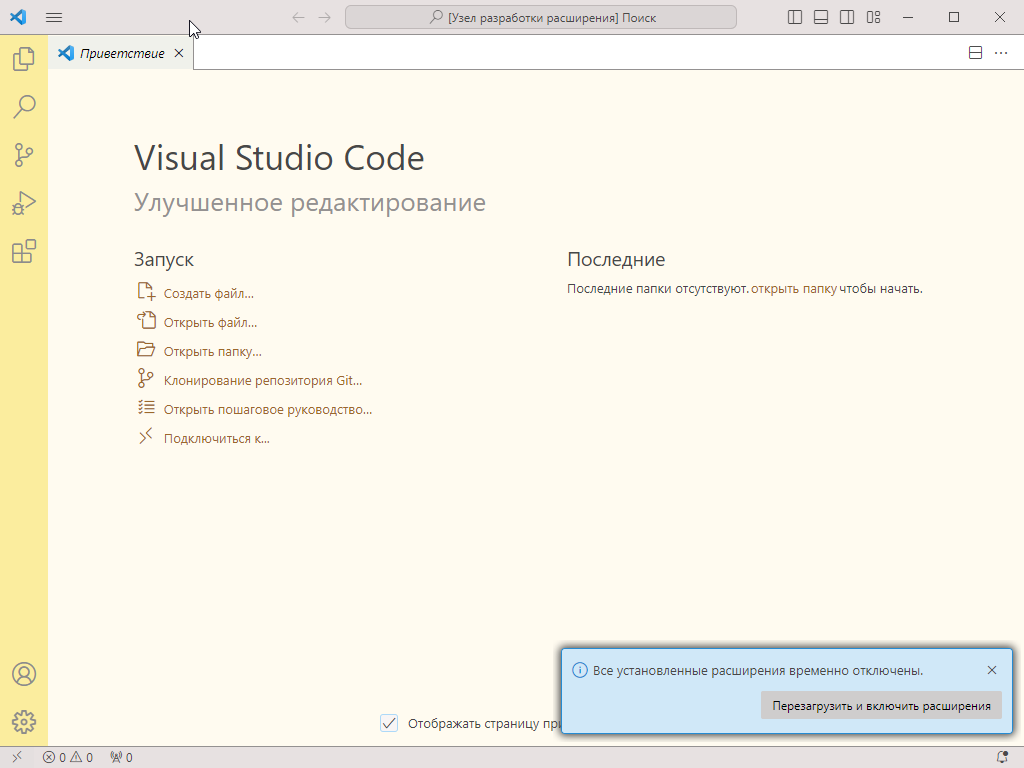 [Узел разработки расширения] Поиск
Приветствие
Visual Studio Code
Улучшенное редактирование
Запуск
Создать файл...
Открыть файл...
Открыть папку...
Клонирование репозитория Git...
Открыть пошаговое руководство...
Подключиться к...
Последние
Последние папки отсутствуют. открыть папку чтобы начать.
Все установленные расширения временно отключены.
Перезагрузить и включить расширения
Отображать страницу
0 0 0